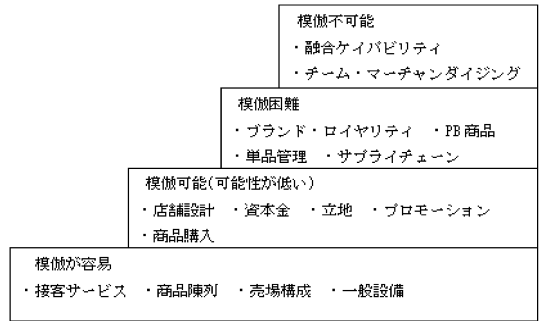 模倣不可能
・融合ケイパビリティ
・チーム・マーチャンダイジング
模倣困難
・ブランド・ロイヤリティ ・PB商品
・単品管理 ・サプライチェーン
模倣可能(可能性が低い)
・店舗設計 ・資本金 ・立地 ・プロモーション
・商品購入
模倣が容易
・接客サービス ・商品陳列 ・売場構成 ・一般設備